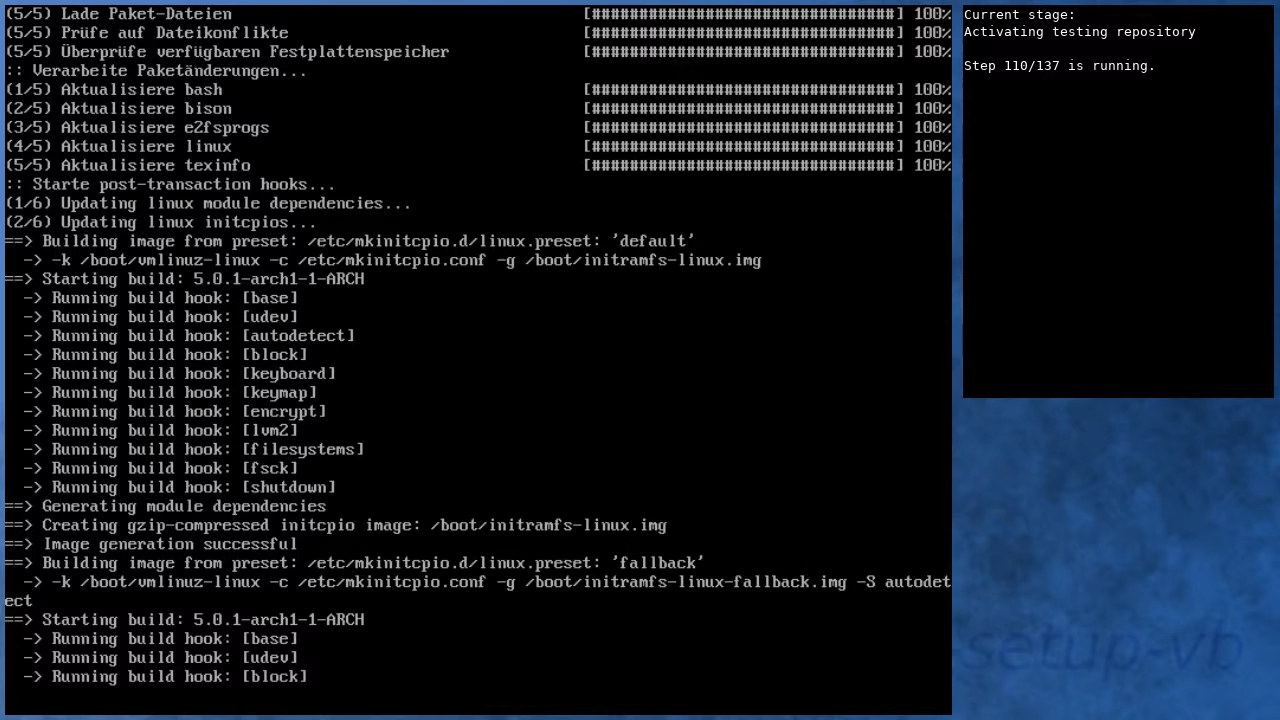 (5/5) Lade Paket-Dateien [################################] 100%
(5/5) Prüfe auf Dateikonflikte [################################] 100%
(5/5) Überprüfe verfügbaren Festplattenspeicher [################################] 100%
:: Verarbeite Paketänderungen...
(1/5) Aktualisiere bash [################################] 100%
(2/5) Aktualisiere bison [################################] 100%
(3/5) Aktualisiere e2fsprogs [################################] 100%
(4/5) Aktualisiere linux [################################] 100%
(5/5) Aktualisiere texinfo [################################] 100%
:: Starte post-transaction hooks...
(1/6) Updating linux module dependencies...
(2/6) Updating linux initcpios...
==> Building image from preset: /etc/mkinitcpio.d/linux.preset: 'default'
  -> -k /boot/vmlinuz-linux -c /etc/mkinitcpio.conf -g /boot/initramfs-linux.img
==> Starting build: 5.0.1-arch1-1-ARCH
  -> Running build hook: [base]
  -> Running build hook: [udev]
  -> Running build hook: [autodetect]
  -> Running build hook: [block]
  -> Running build hook: [keyboard]
  -> Running build hook: [keymap]
  -> Running build hook: [encrypt]
  -> Running build hook: [lvm2]
  -> Running build hook: [filesystems]
  -> Running build hook: [fsck]
  -> Running build hook: [shutdown]
==> Generating module dependencies
==> Creating gzip-compressed initcpio image: /boot/initramfs-linux.img
==> Image generation successful
==> Building image from preset: /etc/mkinitcpio.d/linux.preset: 'fallback'
  -> -k /boot/vmlinuz-linux -c /etc/mkinitcpio.conf -g /boot/initramfs-linux-fallback.img -S autodet
ect
==> Starting build: 5.0.1-arch1-1-ARCH
  -> Running build hook: [base]
  -> Running build hook: [udev]
  -> Running build hook: [block]
Current stage:
Activating testing repository
Step 110/137 is running.
-setup-vb